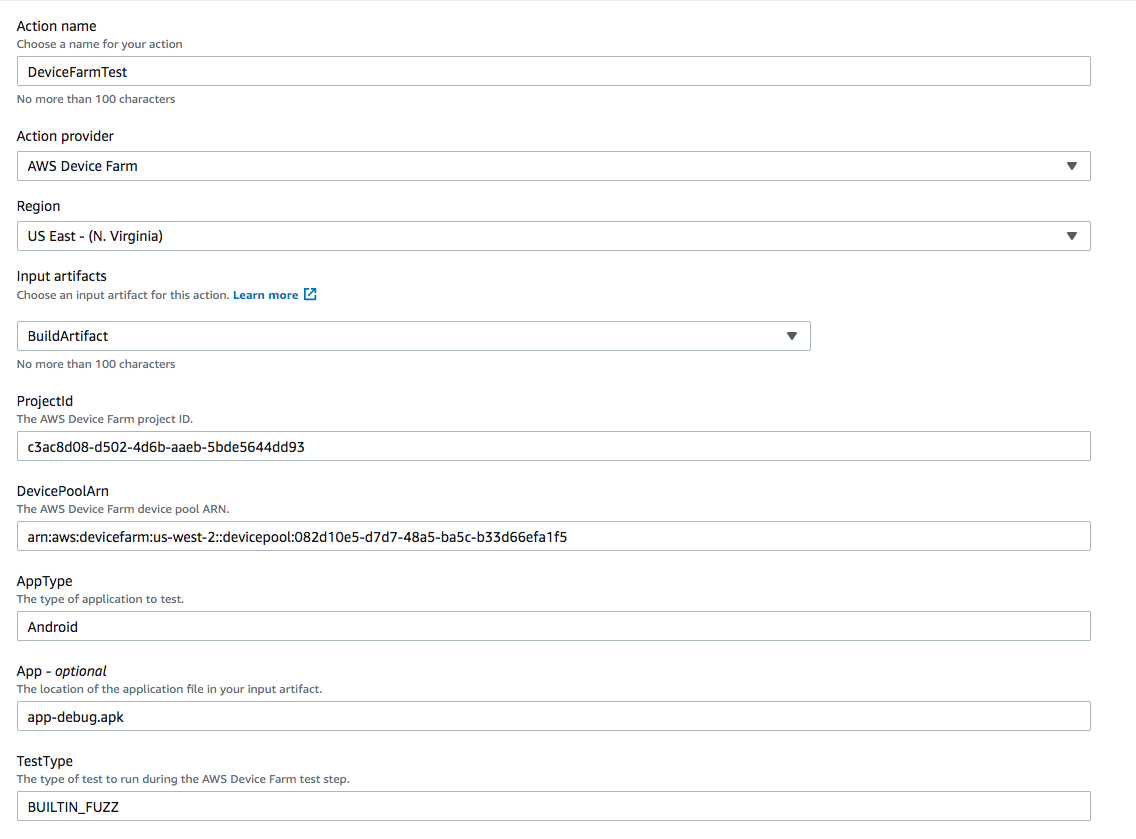 Action name
Choose a name for your action
DeviceFarmTest
No more than 100 characters
Action provider
AWS Device Farm
Region
US East - (N. Virginia)
Input artifacts
Choose an input artifact for this action. Learn more
BuildArtifact
No more than 100 characters
ProjectId
The AWS Device Farm project ID.
c3ac8d08-d502-4d6b-aaeb-5bde5644dd93
DevicePoolArn
The AWS Device Farm device pool ARN.
arn:aws:devicefarm:us-west-2::devicepool:082d10e5-d7d7-48a5-ba5c-b33d66efa1f5
AppType
The type of application to test.
Android
App - optional
The location of the application file in your input artifact.
app-debug.apk
TestType
The type of test to run during the AWS Device Farm test step.
BUILTIN_FUZZ